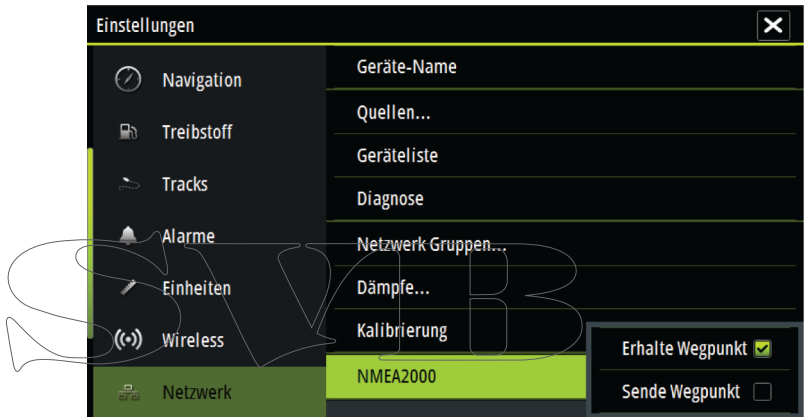 Einstellungen
Navigation
Treibstoff
Tracks
Alarme
Einheiten
Wireless
Netzwerk
Geräte-Name
Quellen...
Geräteliste
Diagnose
Netzwerk Gruppen...
Dämpfe...
Kalibrierung
NMEA2000
Erhalte Wegpunkt
Sende Wegpunkt
SVB